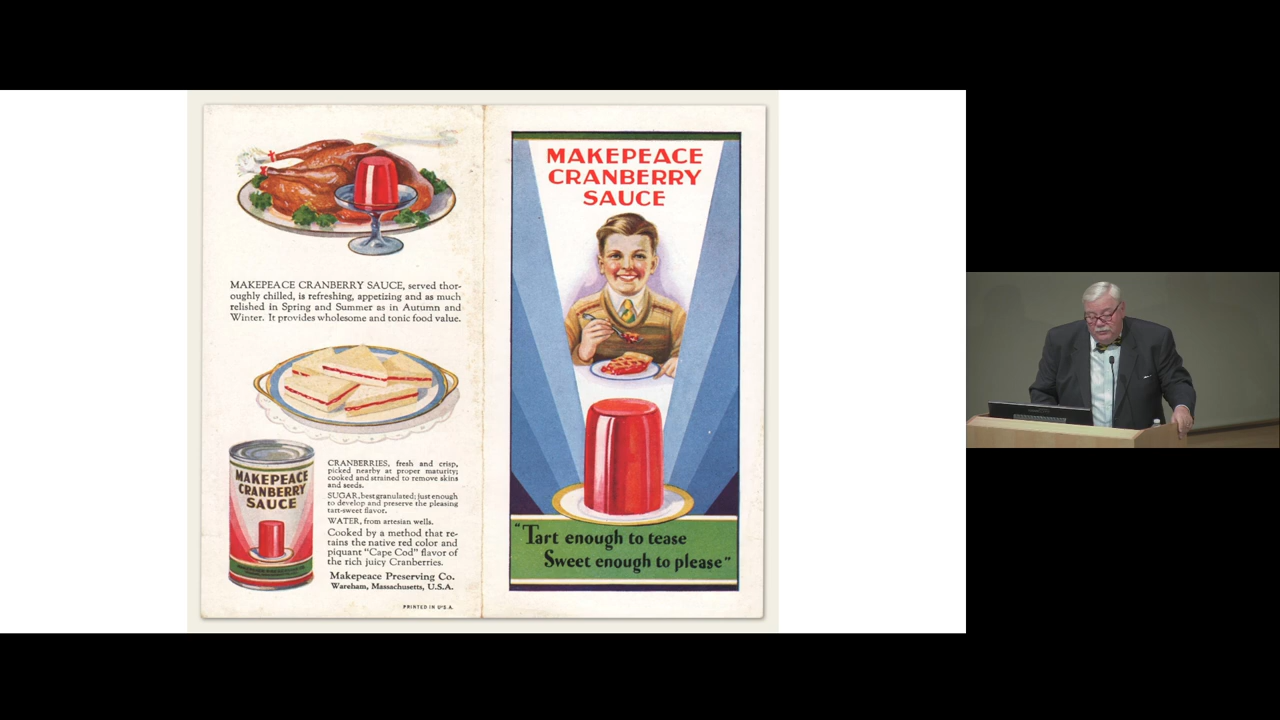 MAKEPEACE CRANBERRY SAUCE, served thor-
oughly chilled, is refreshing, appetizing and as much
relished in Spring and Summer as in Autumn and
Winter. It provides wholesome and tonic food value.
MAKEPEACE
CRANBERRY
SAUCE
CRANBERRIES, fresh and crisp,
picked nearby at proper maturity;
cooked and strained to remove skins
and seeds.
SUGAR, best granulated; just enough
to develop and preserve the pleasing
tart-sweet flavor.
WATER, from artesian wells.
Cooked by a method that re-
tains the native red color and
piquant "Cape Cod" flavor of
the rich juicy Cranberries.
Makepeace Preserving Co.
Wareham, Massachusetts, U.S.A.
PRINTED IN U.S.A.
MAKEPEACE
CRANBERRY
SAUCE
"Tart enough to tease
Sweet enough to please"